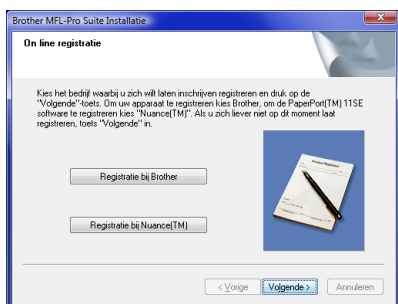 Brother MFL-Pro Suite Installatie
On line registratie
Kies het bedrijf waarbij u zich wilt laten inschrijven registreren en druk op de
"Volgende"-toets. Om uw apparaat te registreren kies Brother, om de PaperPort(TM) 11SE
software te registreren kies "Nuance(TM)". Als u zich liever niet op dit moment laat
registreren, toets "Volgende" in.
Product Registration
Registratie bij Brother
Registratie bij Nuance(TM)
< Vorige
Volgende >
Annuleren